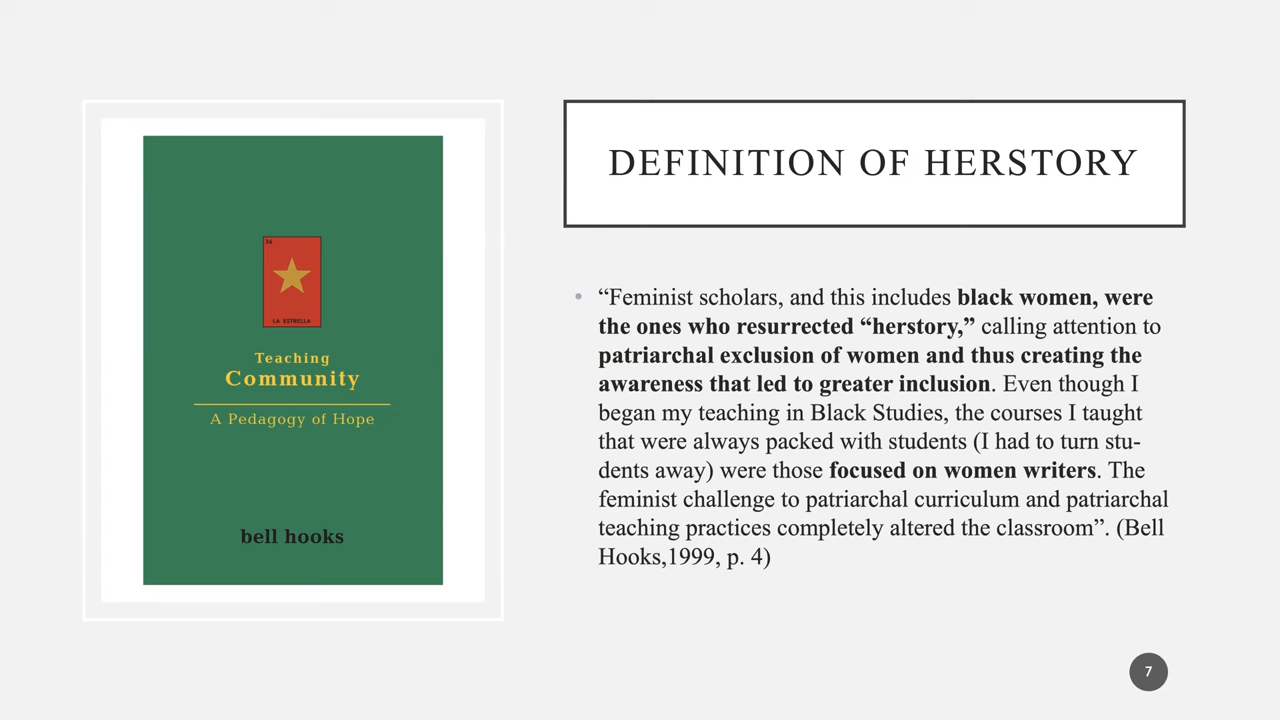 26
LA ESTRELLA
Teaching
Community
A Pedagogy of Hope
bell hooks
DEFINITION OF HERSTORY
• “Feminist scholars, and this includes black women, were
the ones who resurrected “herstory,” calling attention to
patriarchal exclusion of women and thus creating the
awareness that led to greater inclusion. Even though I
began my teaching in Black Studies, the courses I taught
that were always packed with students (I had to turn stu-
dents away) were those focused on women writers. The
feminist challenge to patriarchal curriculum and patriarchal
teaching practices completely altered the classroom”. (Bell
Hooks,1999, p. 4)
7